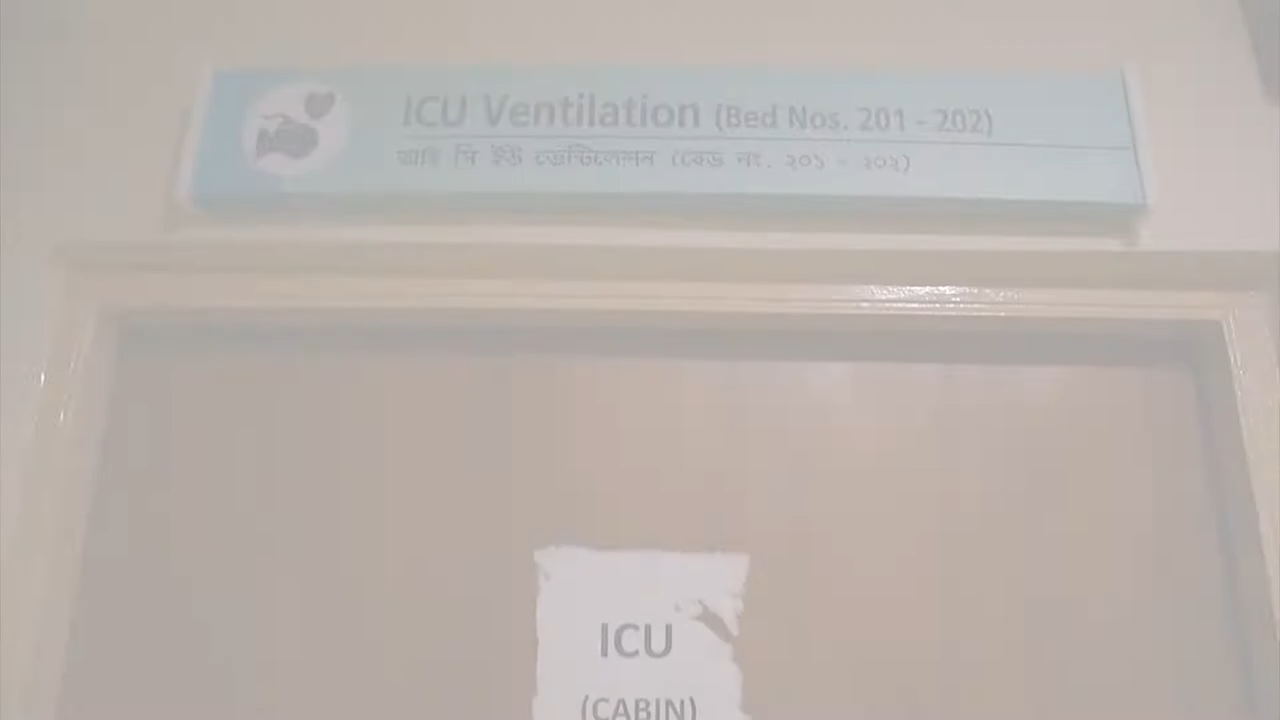 ICU Ventilation (Bed Nos. 201 - 202)
আই সি ইউ ভেন্টিলেশন (বেড নং. ২০১ - ২০২)
ICU
(CABIN)